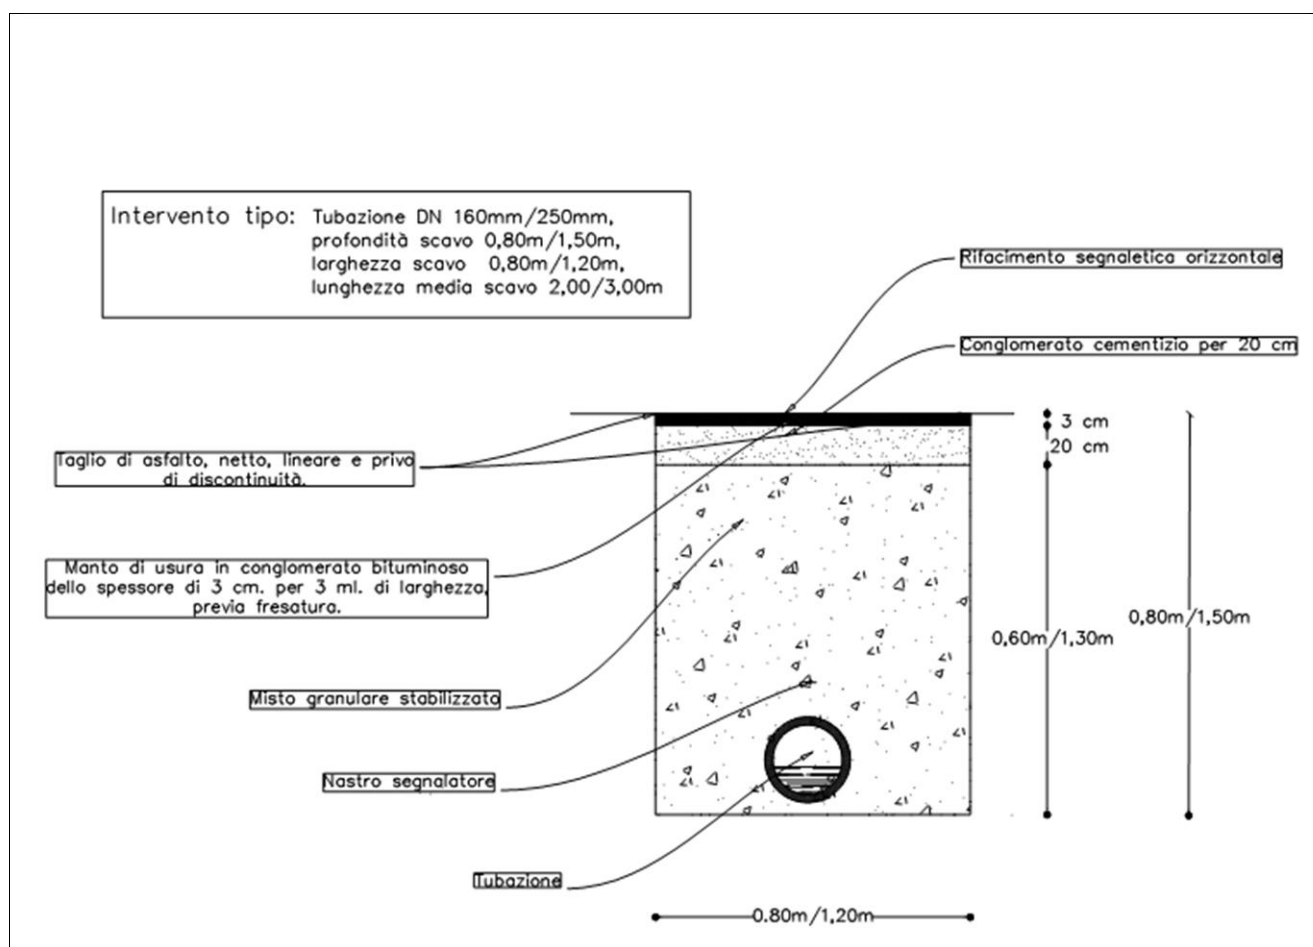 Intervento tipo: Tubazione DN 160mm/250mm,
profondità scavo 0,80m/1,50m,
larghezza scavo 0,80m/1,20m,
lunghezza media scavo 2,00/3,00m
Rifacimento segnaletica orizzontale
Conglomerato cementizio per 20 cm
3 cm
20 cm
Taglio di asfalto, netto, lineare e privo
di discontinuità.
Manto di usura in conglomerato bituminoso
dello spessore di 3 cm. per 3 ml. di larghezza,
previa fresatura.
0,80m/1,50m
0,60m/1,30m
Misto granulare stabilizzato
Nastro segnalatore
Tubazione
0.80m/1,20m